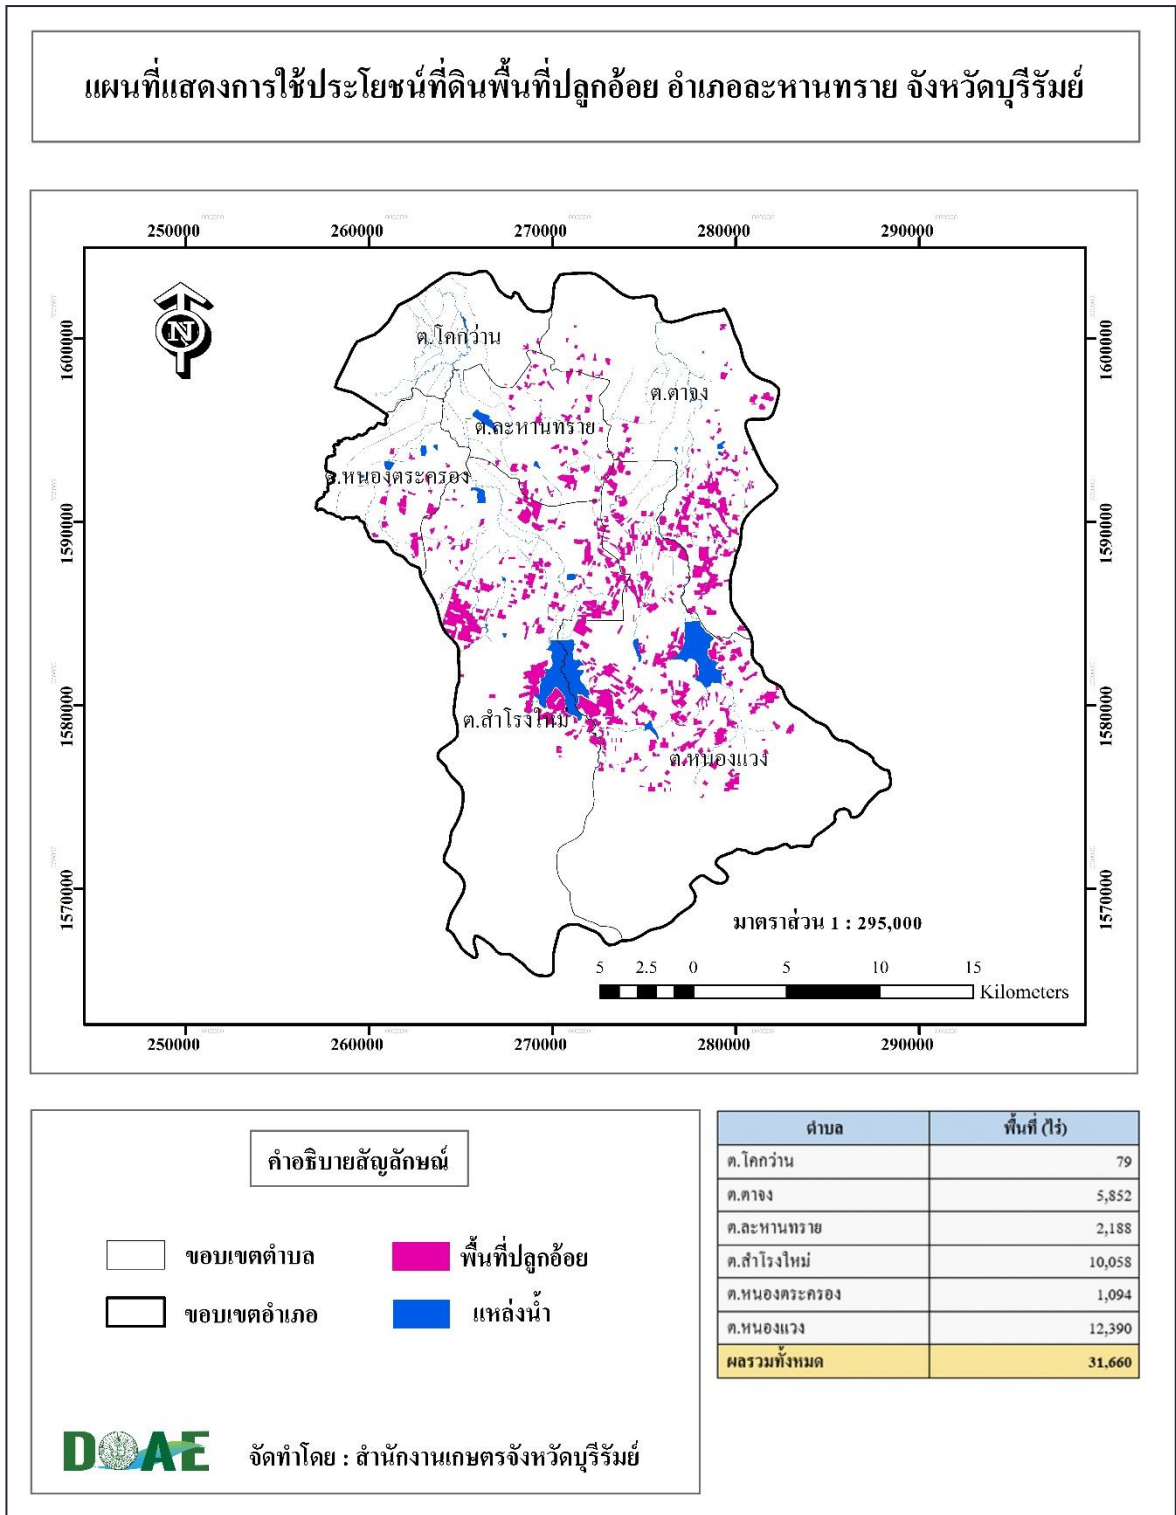 แผนที่แสดงการใช้ประโยชน์ที่ดินพื้นที่ปลูกอ้อย อำเภอละหานทราย จังหวัดบุรีรัมย์
250000 260000 270000 280000 290000
N
1600000 1600000
1590000 1590000
1580000 1580000
1570000 1570000
ต.โคกว่าน
ต.ตาจง
ต.ละหานทราย
ต.หนองตระครอง
ต.สำโรงใหม่
ต.หนองแวง
มาตราส่วน 1 : 295,000
5 2.5 0 5 10 15
Kilometers
250000 260000 270000 280000 290000
คำอธิบายสัญลักษณ์
ขอบเขตตำบล พื้นที่ปลูกอ้อย
ขอบเขตอำเภอ แหล่งน้ำ
DOAE จัดทำโดย : สำนักงานเกษตรจังหวัดบุรีรัมย์
ตำบล พื้นที่ (ไร่)
ต.โคกว่าน 79
ต.ตาจง 5,852
ต.ละหานทราย 2,188
ต.สำโรงใหม่ 10,058
ต.หนองตระครอง 1,094
ต.หนองแวง 12,390
ผลรวมทั้งหมด 31,660